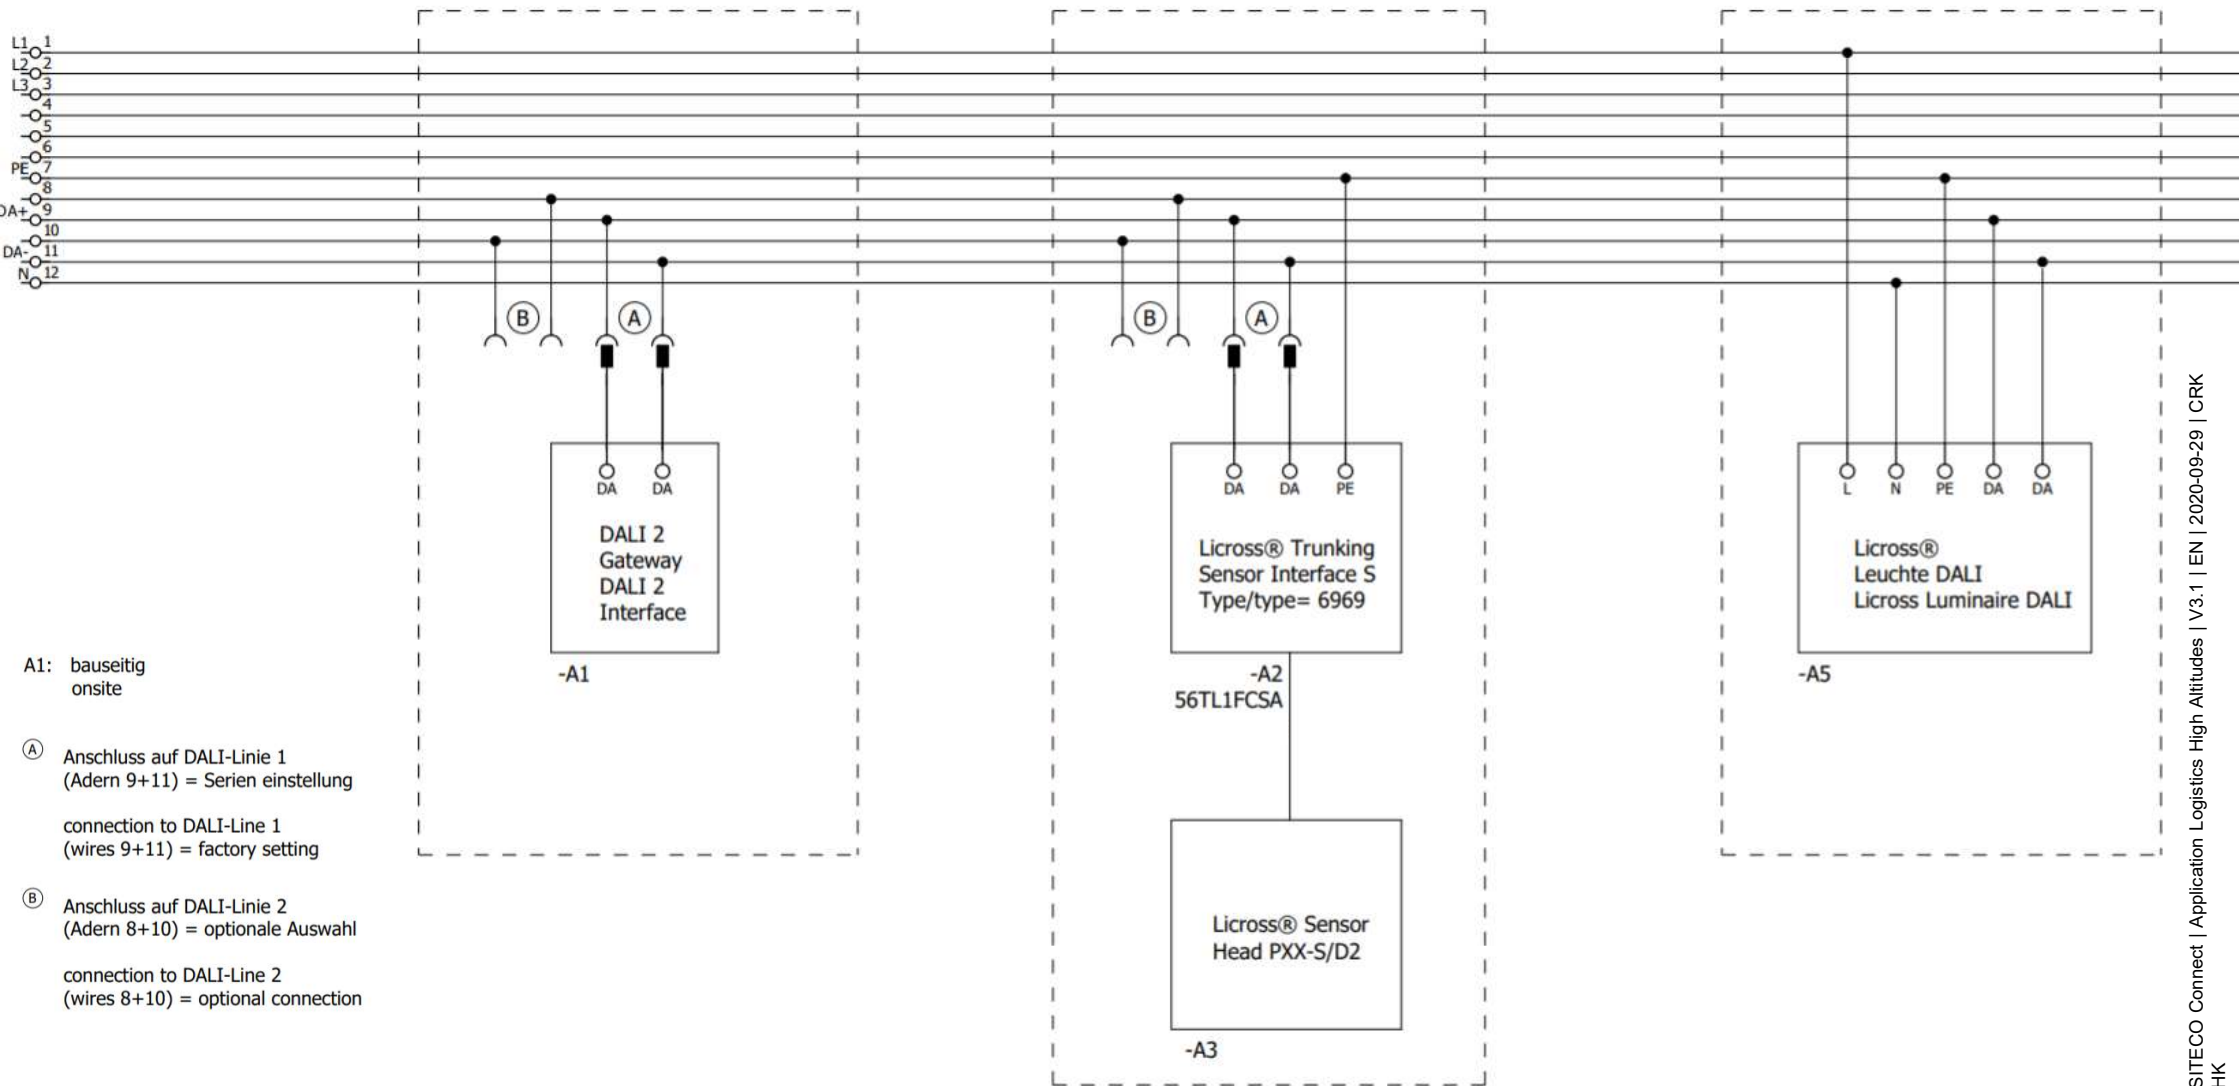 L1 1
L2 2
L3 3
4
5
6
PE 7
8
DA+ 9
10
DA- 11
N 12
B A
B A
DA DA
DALI 2
Gateway
DALI 2
Interface
-A1
DA DA PE
Licross® Trunking
Sensor Interface S
Type/type= 6969
-A2
56TL1FCSA
Licross® Sensor
Head PXX-S/D2
-A3
L N PE DA DA
Licross®
Leuchte DALI
Licross Luminaire DALI
-A5
A1: bauseitig
onsite
A Anschluss auf DALI-Linie 1
(Adern 9+11) = Serien einstellung
connection to DALI-Line 1
(wires 9+11) = factory setting
B Anschluss auf DALI-Linie 2
(Adern 8+10) = optionale Auswahl
connection to DALI-Line 2
(wires 8+10) = optional connection
SITECO Connect | Application Logistics High Altitudes | V3.1 | EN | 2020-09-29 | CRK
HK